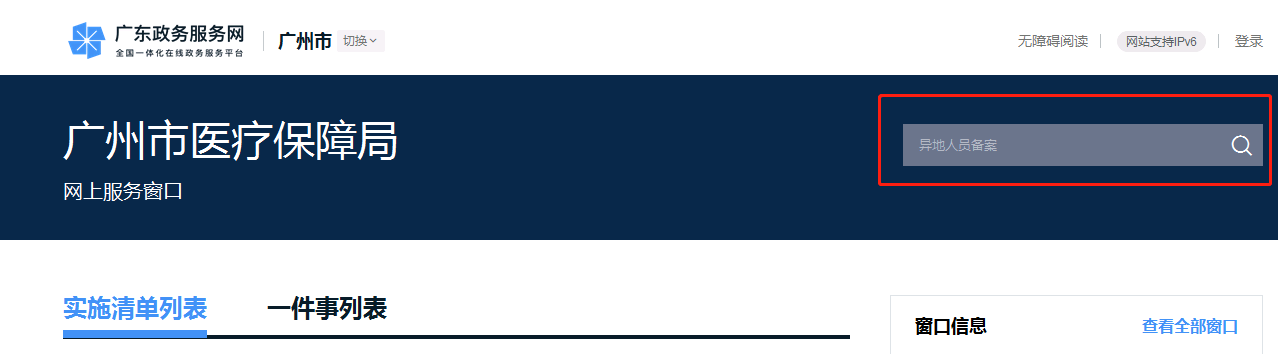 广东政务服务网
全国一体化在线政务服务平台
广州市 切换
无障碍阅读 网站支持IPv6 登录
广州市医疗保障局
网上服务窗口
异地人员备案
实施清单列表 一件事列表
窗口信息 查看全部窗口